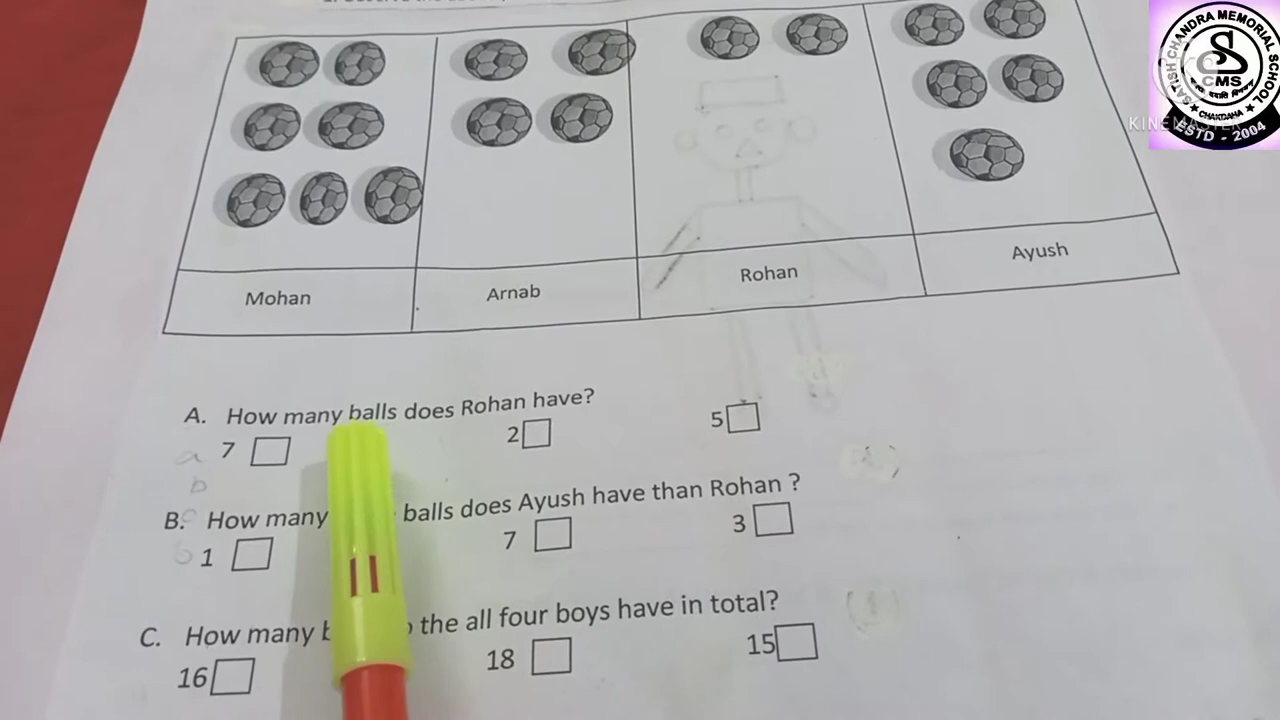 Mohan Arnab Rohan Ayush
A. How many balls does Rohan have?
7 2 5
B. How many balls does Ayush have than Rohan ?
1 7 3
C. How many the all four boys have in total?
16 18 15
a
b
c
b
SATISH CHANDRA MEMORIAL SCHOOL
S
CMS
CHAKDAHA
ESTD - 2004
KINEMASTER